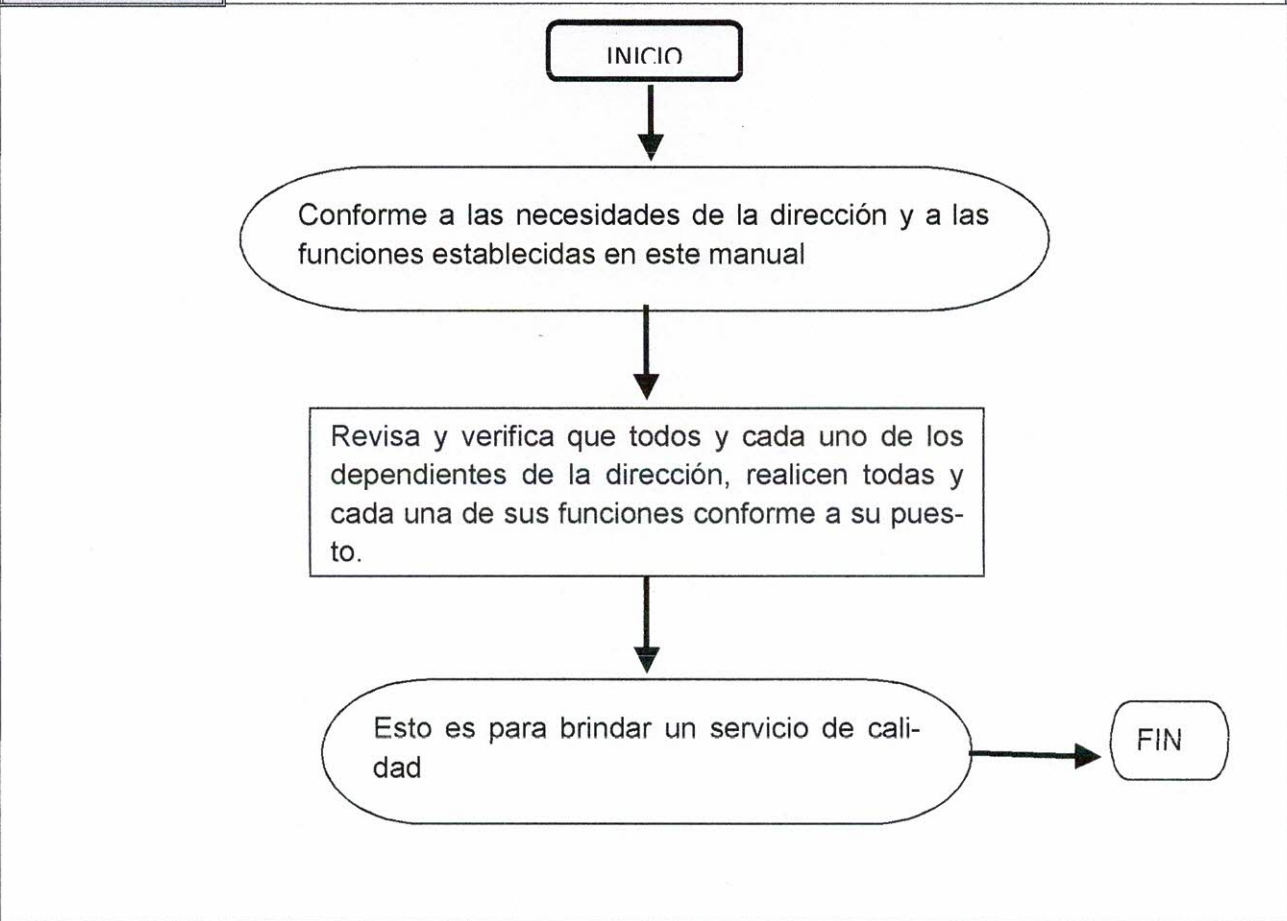 INICIO
Conforme a las necesidades de la dirección y a las
funciones establecidas en este manual
Revisa y verifica que todos y cada uno de los
dependientes de la dirección, realicen todas y
cada una de sus funciones conforme a su pues-
to.
Esto es para brindar un servicio de cali-
dad
FIN